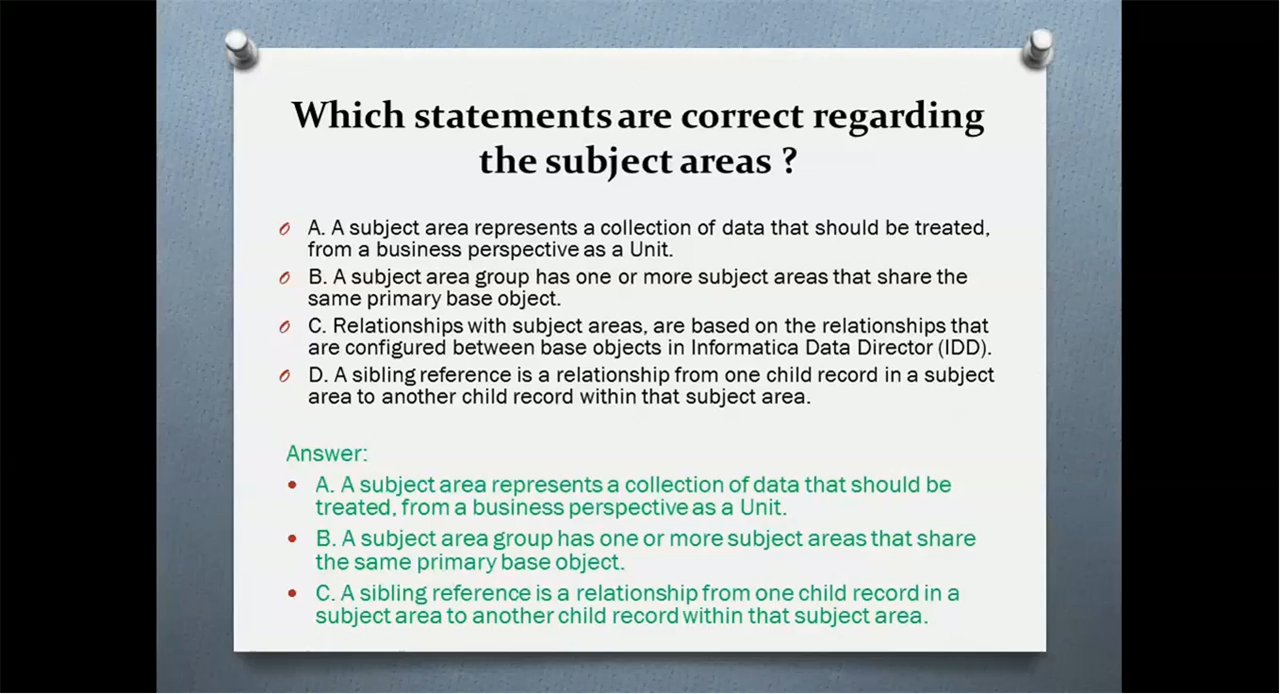 Which statements are correct regarding
the subject areas ?
A. A subject area represents a collection of data that should be treated,
from a business perspective as a Unit.
B. A subject area group has one or more subject areas that share the
same primary base object.
C. Relationships with subject areas, are based on the relationships that
are configured between base objects in Informatica Data Director (IDD).
D. A sibling reference is a relationship from one child record in a subject
area to another child record within that subject area.
Answer:
A. A subject area represents a collection of data that should be
treated, from a business perspective as a Unit.
B. A subject area group has one or more subject areas that share
the same primary base object.
C. A sibling reference is a relationship from one child record in a
subject area to another child record within that subject area.